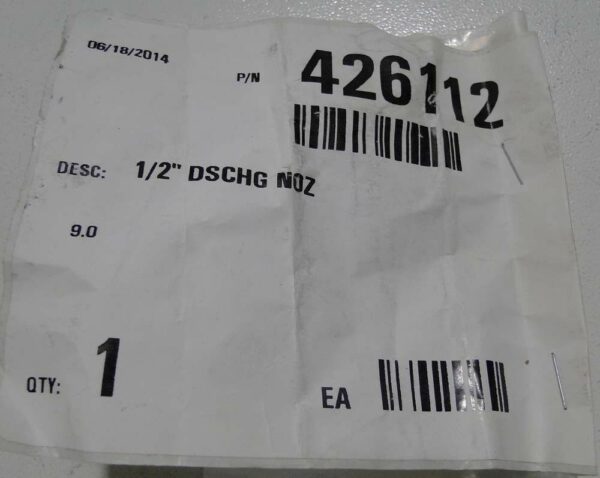 06/18/2014
P/N 426112
DESC: 1/2" DSCHG NOZ
9.0
QTY: 1 EA